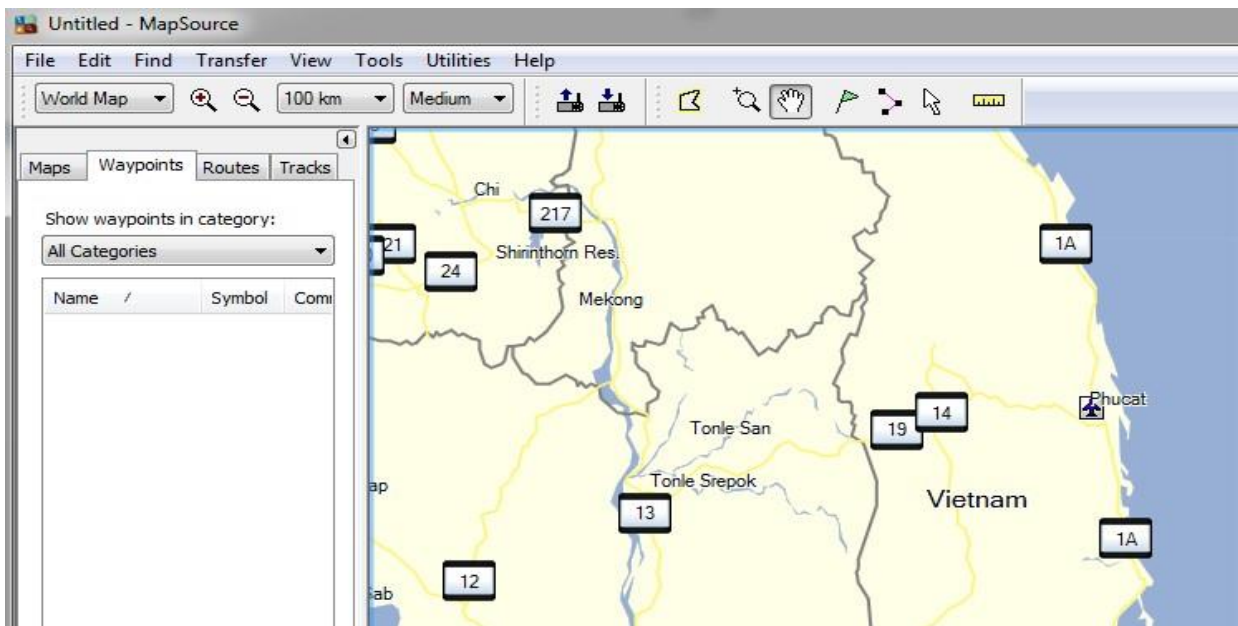 Untitled - MapSource
File Edit Find Transfer View Tools Utilities Help
World Map 100 km Medium
Maps Waypoints Routes Tracks
Show waypoints in category:
All Categories
Name Symbol
Chi
217
21
1A
24
Shirinthorn Res.
Mekong
Phucat
14
19
Tonle San
Tonle Srepok
ap
Vietnam
13
1A
12